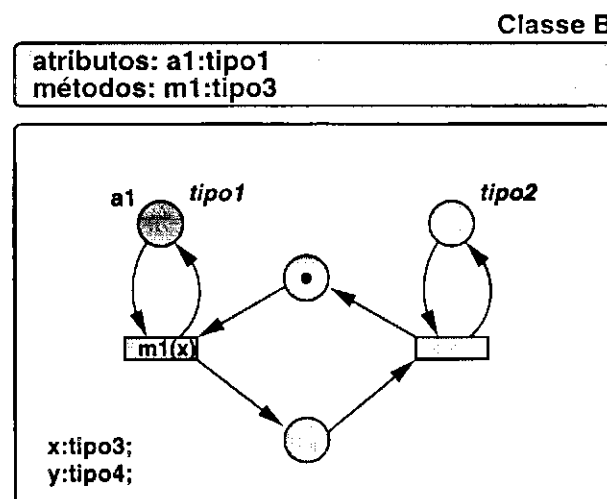 Classe B
atributos: a1:tipo1
métodos: m1:tipo3
a1 tipo1
tipo2
m1(x)
x:tipo3;
y:tipo4;